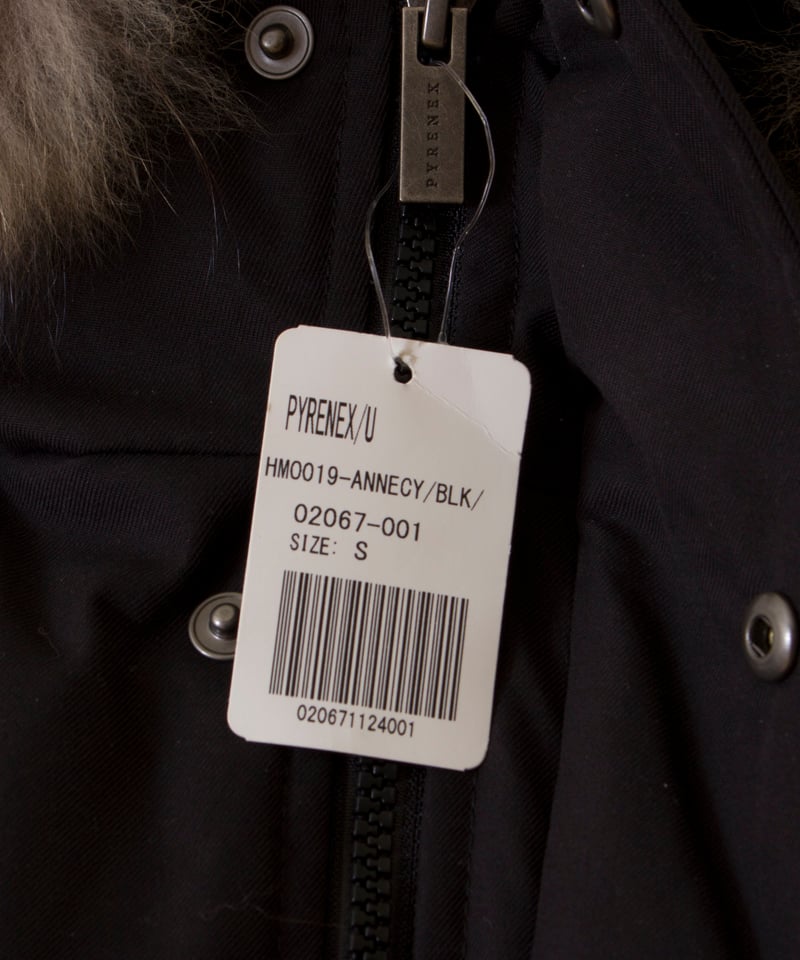 PYRENEX
PYRENEX/U
HM0019-ANNECY/BLK/
02067-001
SIZE: S
020671124001